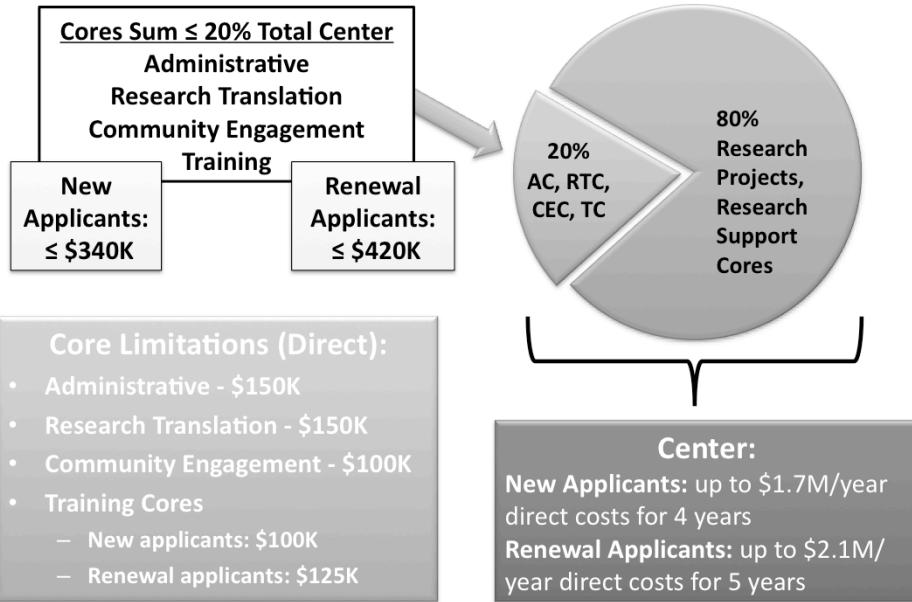 Cores Sum ≤ 20% Total Center
Administrative
Research Translation
Community Engagement
Training
New
Applicants:
≤ $340K
Renewal
Applicants:
≤ $420K
20%
AC, RTC,
CEC, TC
80%
Research
Projects,
Research
Support
Cores
Core Limitations (Direct):
• Administrative - $150K
• Research Translation - $150K
• Community Engagement - $100K
• Training Cores
– New applicants: $100K
– Renewal applicants: $125K
Center:
New Applicants: up to $1.7M/year
direct costs for 4 years
Renewal Applicants: up to $2.1M/
year direct costs for 5 years